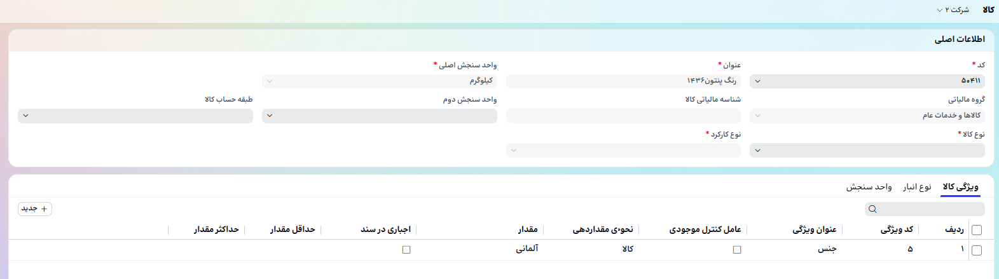 کالا شرکت ۲
اطلاعات اصلی
کد * عنوان * واحد سنجش اصلی *
۵۰۴۱۱ رنگ پنتون۱۴۳۶ کیلوگرم
گروه مالیاتی شناسه مالیاتی کالا واحد سنجش دوم طبقه حساب کالا
کالاها و خدمات عام
نوع کالا * نوع کارکرد *
ویژگی کالا نوع انبار واحد سنجش
+ جدید
ردیف کد ویژگی عنوان ویژگی عامل کنترل موجودی نحوه‌ی مقداردهی مقدار اجباری در سند حداقل مقدار حداکثر مقدار
۱ ۵ جنس کالا آلمانی